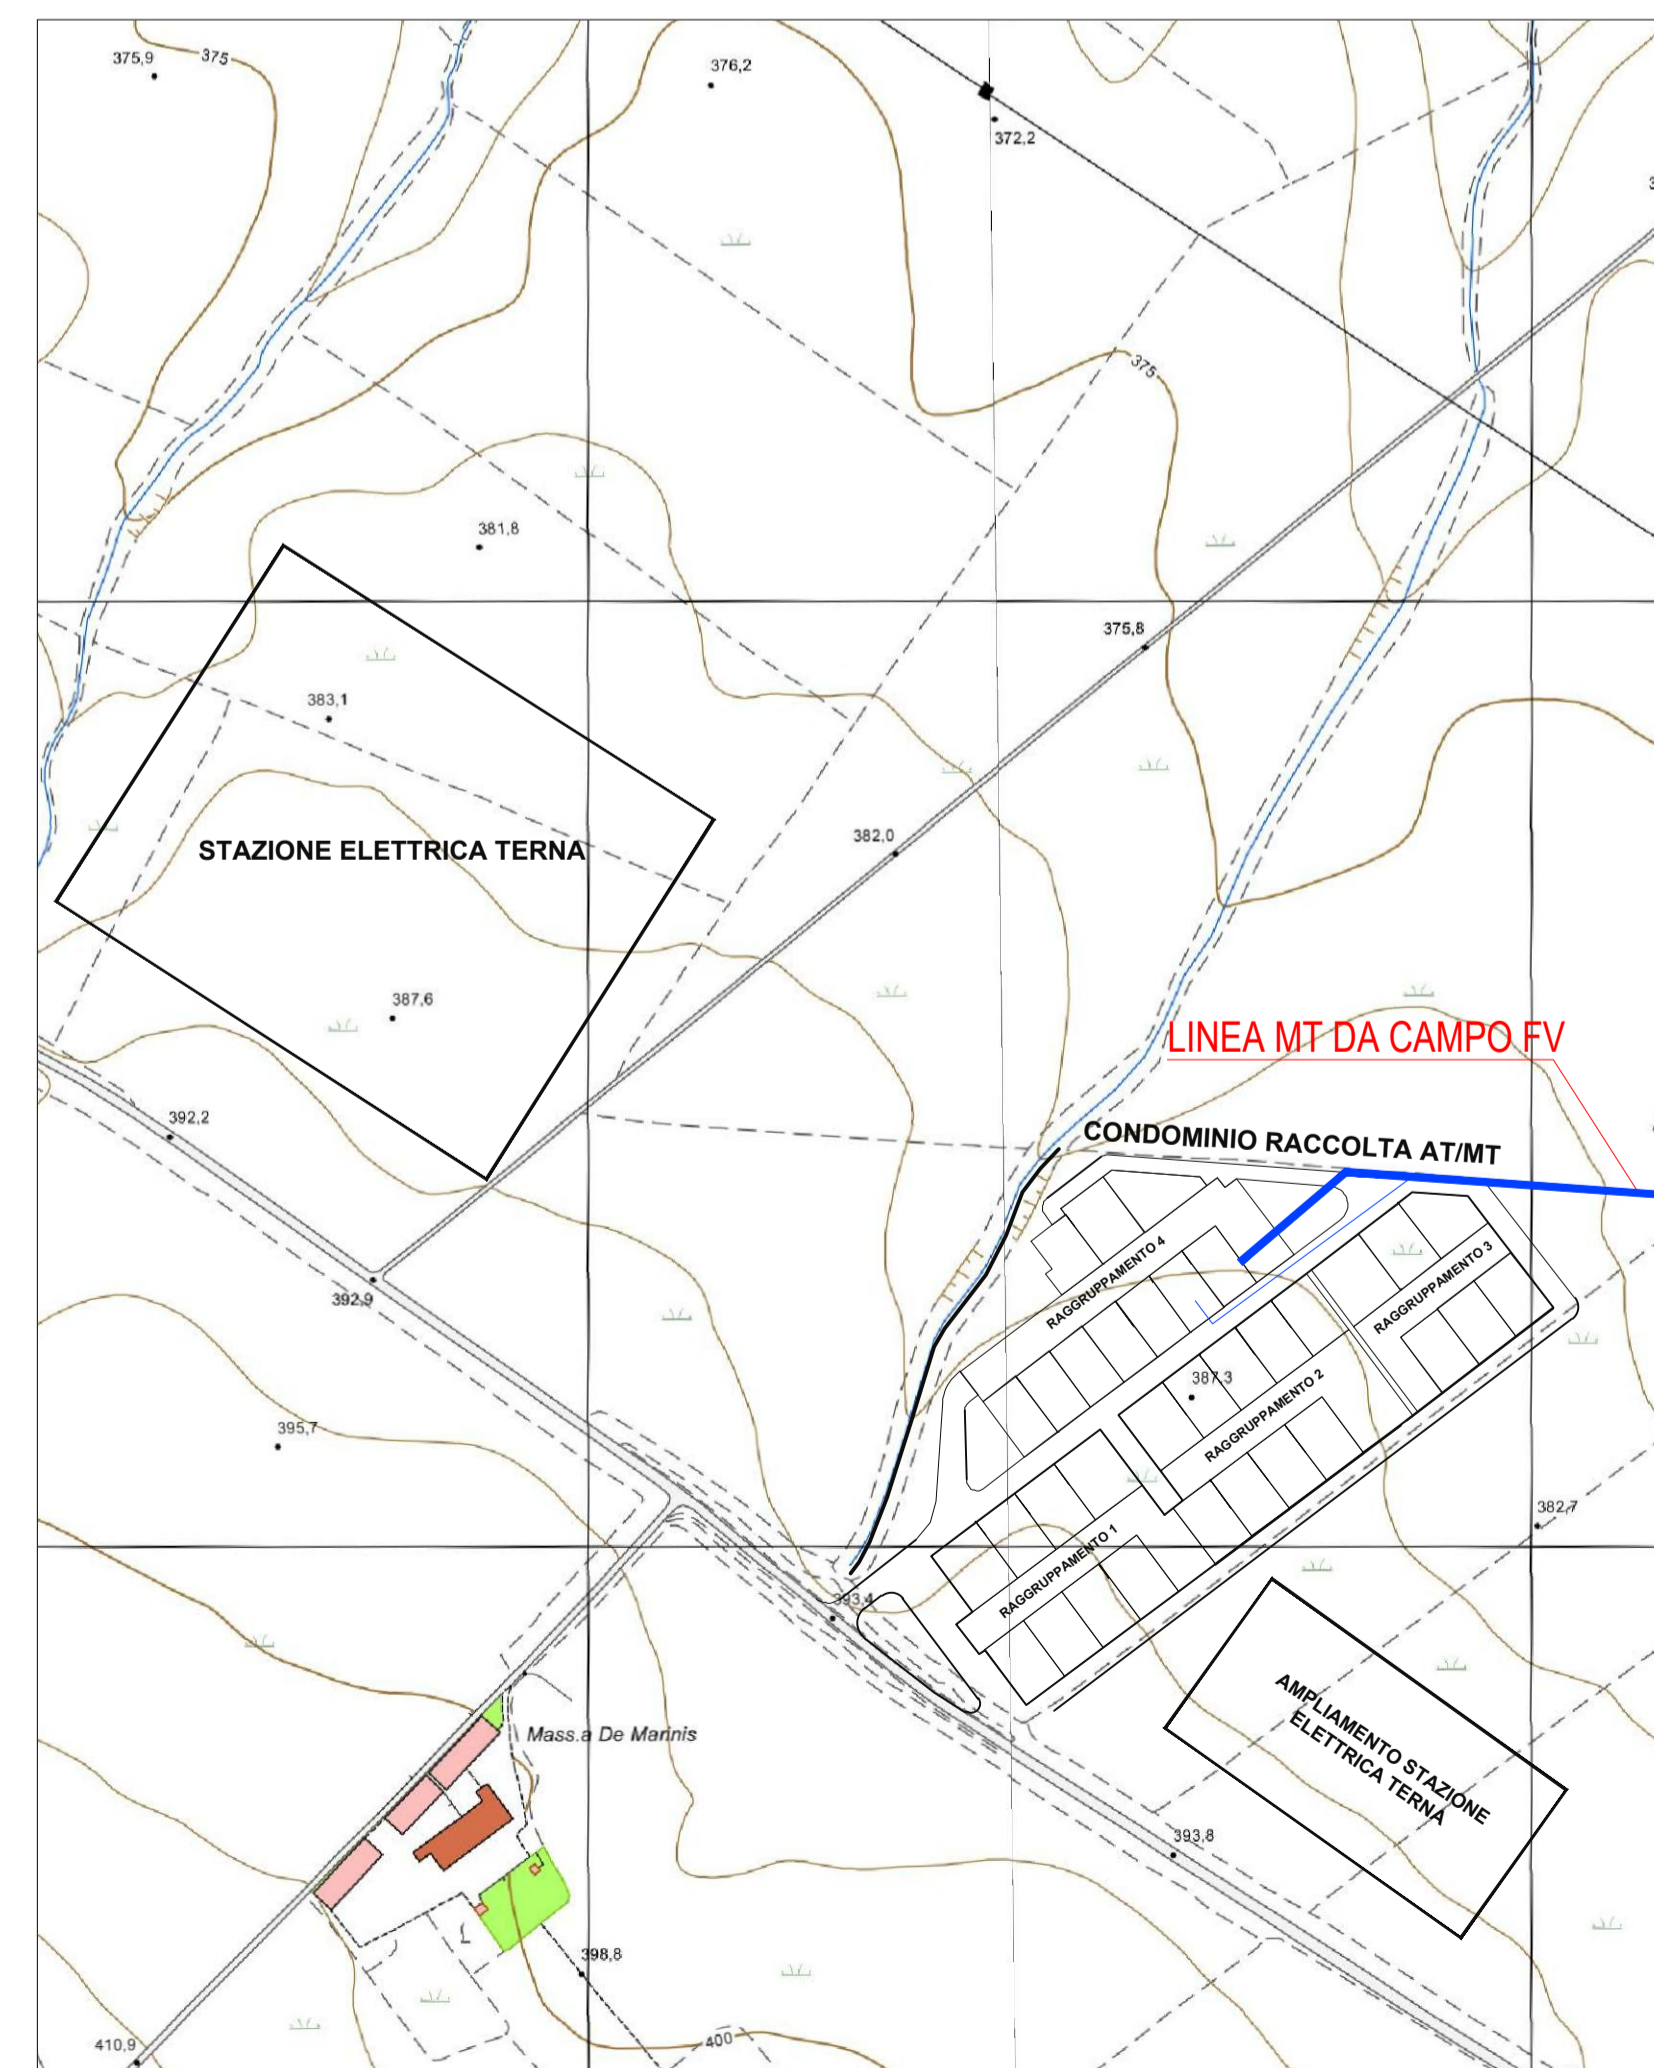 375,9
375
376,2
372,2
375
381,8
375,8
383,1
382,0
STAZIONE ELETTRICA TERNA
387,6
LINEA MT DA CAMPO FV
392,2
CONDOMINIO RACCOLTA AT/MT
RAGGRUPPAMENTO 4
RAGGRUPPAMENTO 3
392,9
387,3
RAGGRUPPAMENTO 2
395,7
382,7
RAGGRUPPAMENTO 1
393,4
AMPLIAMENTO STAZIONE
ELETTRICA TERNA
Mass.a De Marinis
393,8
398,8
400
410,9